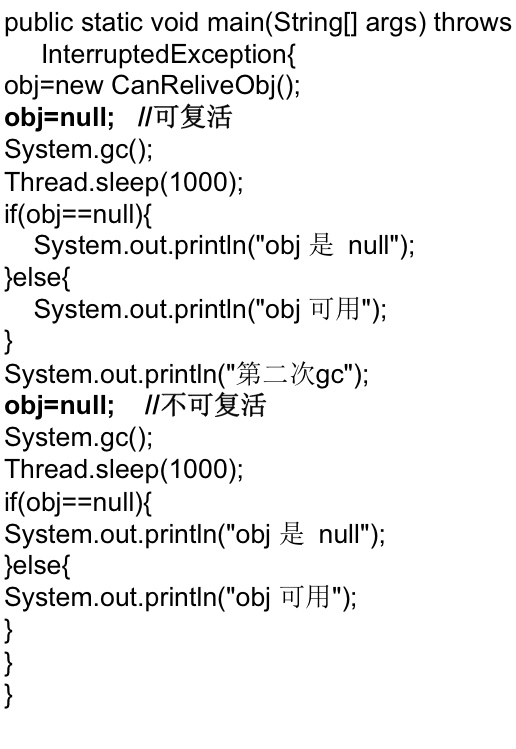 public static void main(String[] args) throws
InterruptedException{
obj=new CanReliveObj();
obj=null; //可复活
System.gc();
Thread.sleep(1000);
if(obj==null){
System.out.println("obj 是 null");
}else{
System.out.println("obj 可用");
}
System.out.println("第二次gc");
obj=null; //不可复活
System.gc();
Thread.sleep(1000);
if(obj==null){
System.out.println("obj 是 null");
}else{
System.out.println("obj 可用");
}
}
}